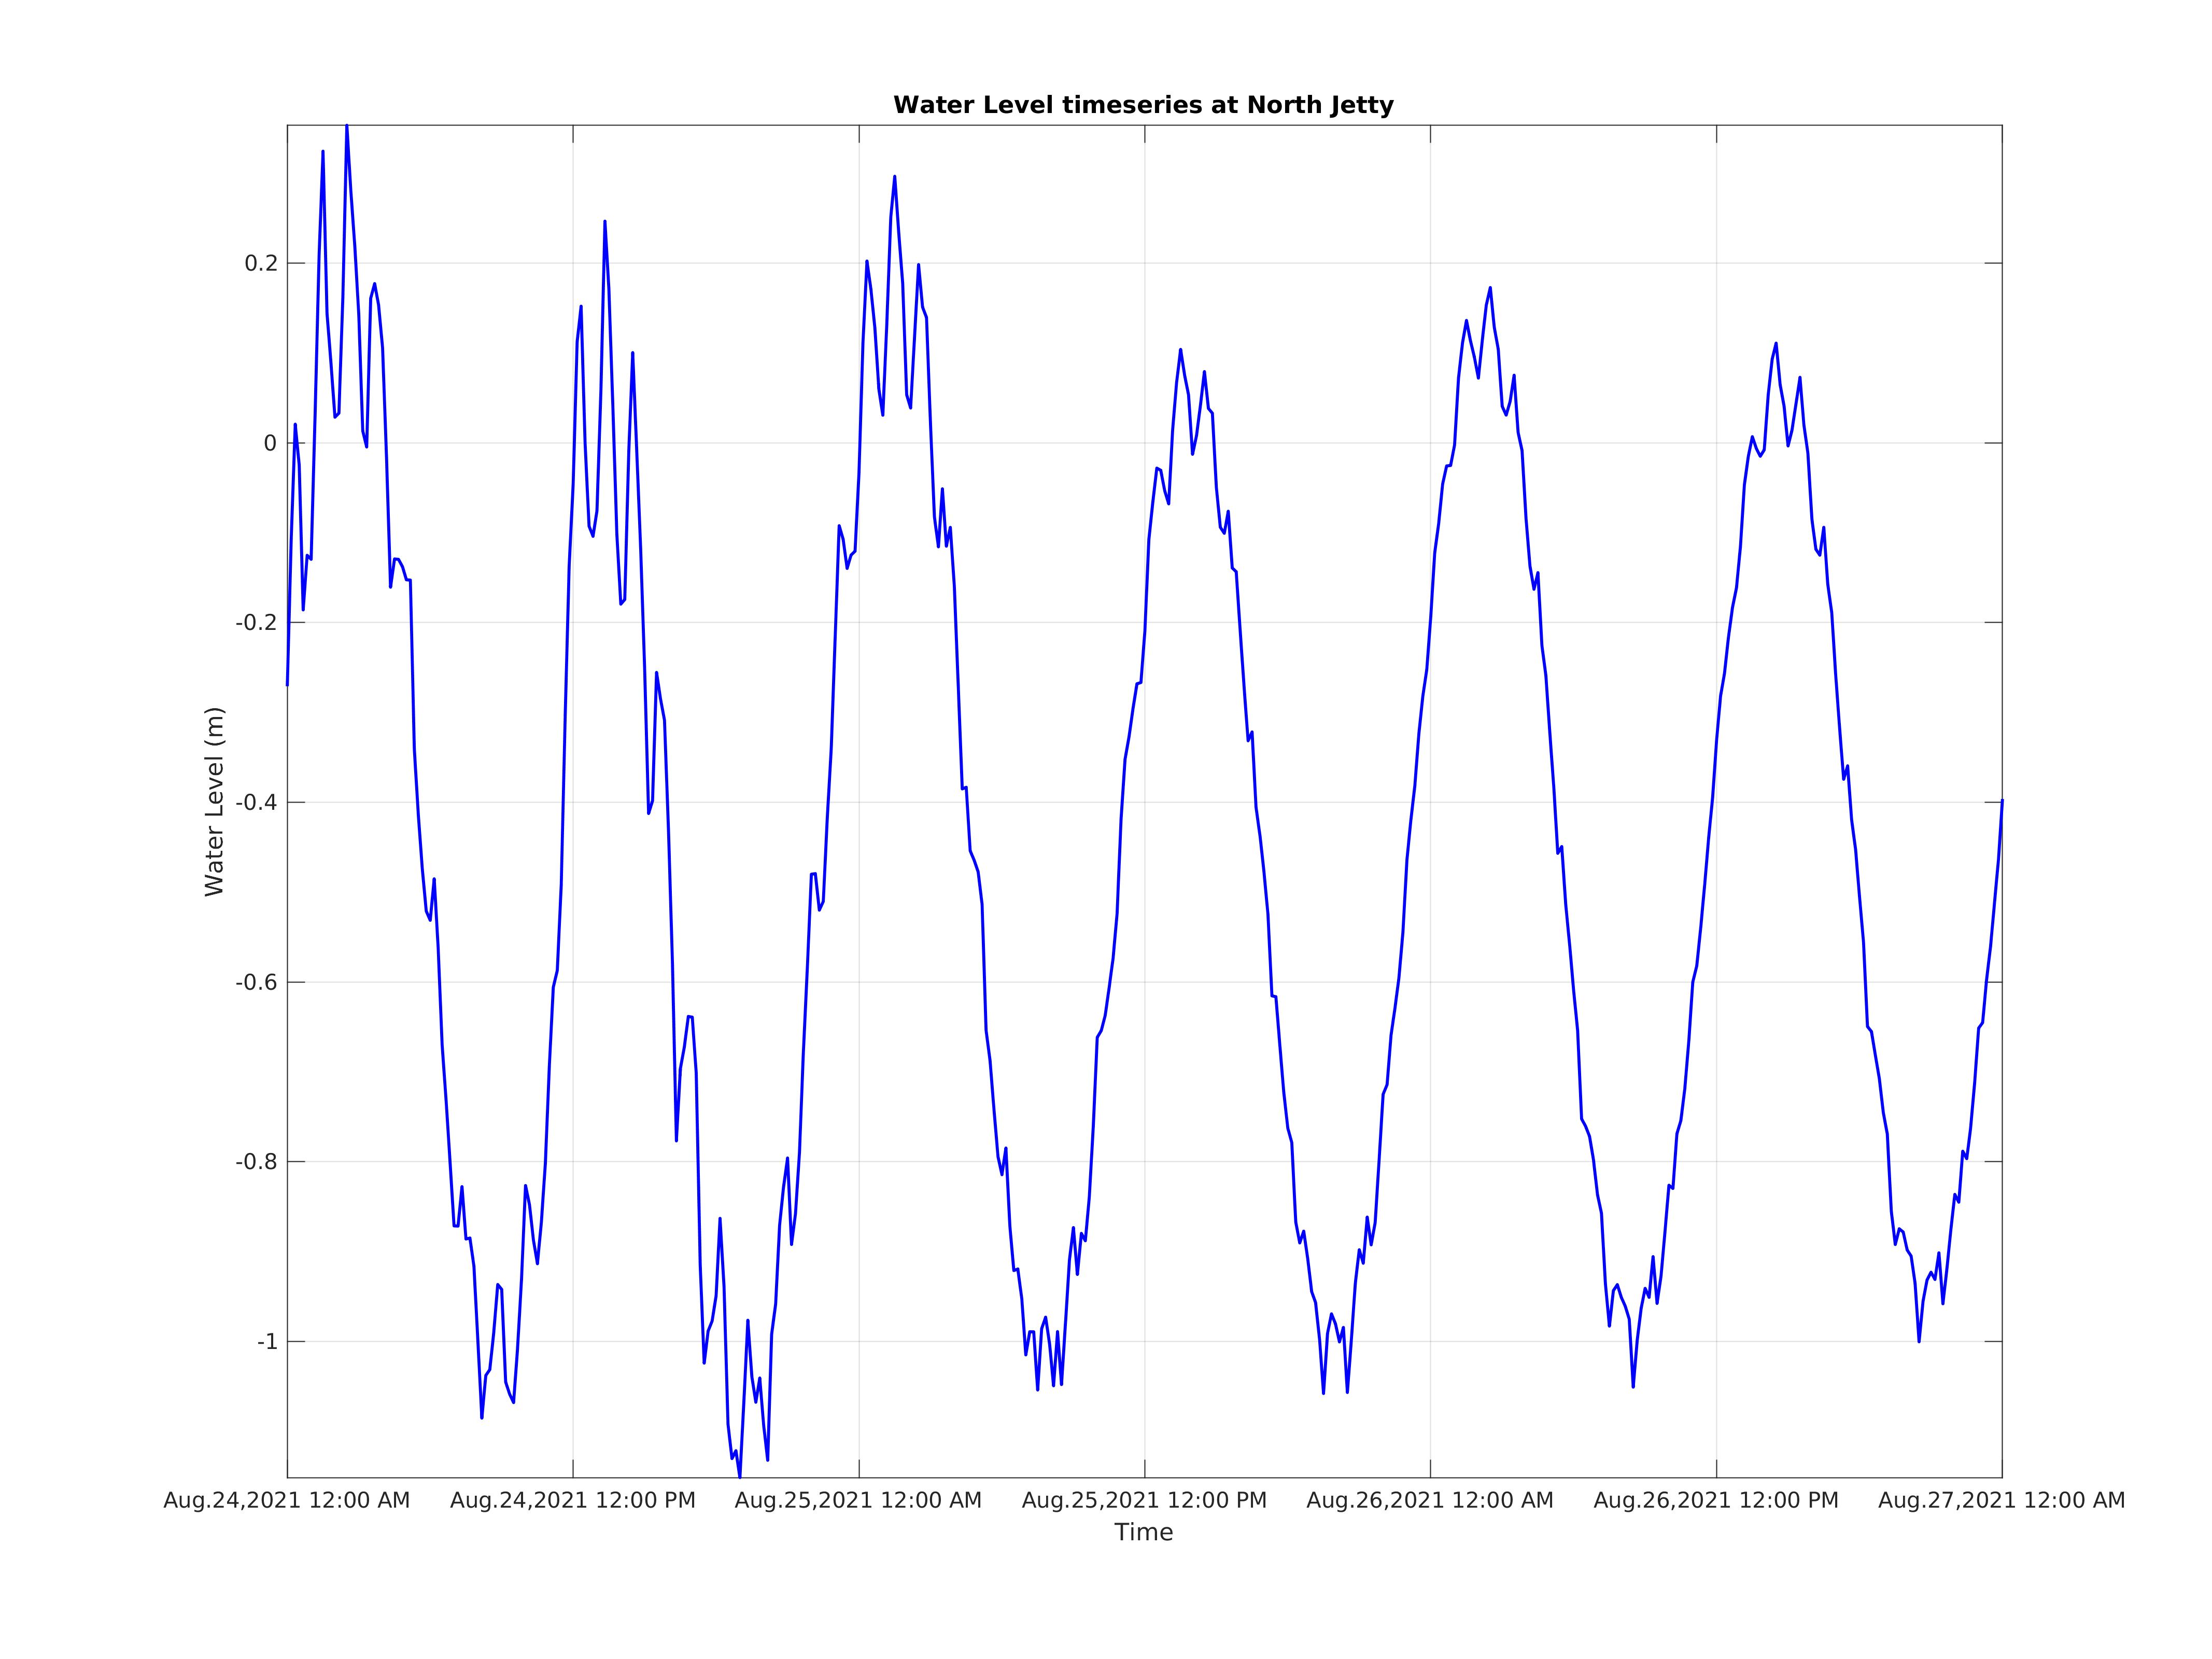 Water Level timeseries at North Jetty
0.2
0
-0.2
-0.4
-0.6
-0.8
-1
Water Level (m)
Aug.24,2021 12:00 AM Aug.24,2021 12:00 PM Aug.25,2021 12:00 AM Aug.25,2021 12:00 PM Aug.26,2021 12:00 AM Aug.26,2021 12:00 PM Aug.27,2021 12:00 AM
Time